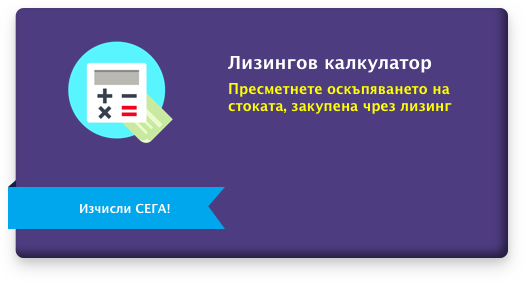 Лизингов калкулатор
Пресметнете оскъпяването на
стоката, закупена чрез лизинг
Изчисли СЕГА!